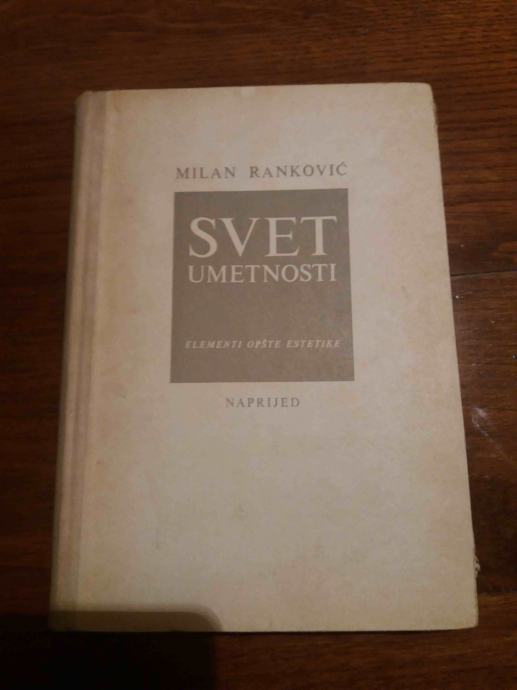 MILAN RANKOVIĆ
SVET
UMETNOSTI
ELEMENTI OPŠTE ESTETIKE
NAPRIJED